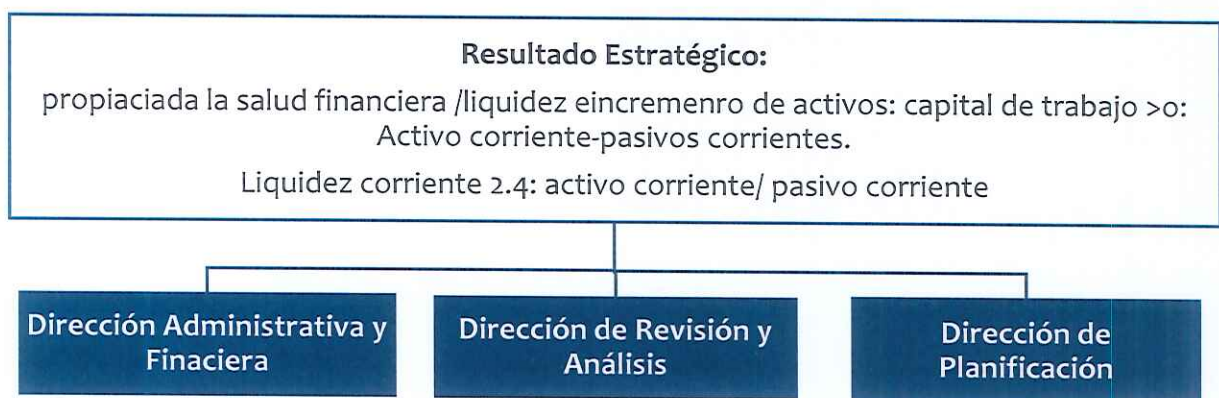 Resultado Estratégico:
propiaciada la salud financiera /liquidez eincremenro de activos: capital de trabajo >0:
Activo corriente-pasivos corrientes.
Liquidez corriente 2.4: activo corriente/ pasivo corriente
Dirección Administrativa y
Finaciera
Dirección de Revisión y
Análisis
Dirección de
Planificación